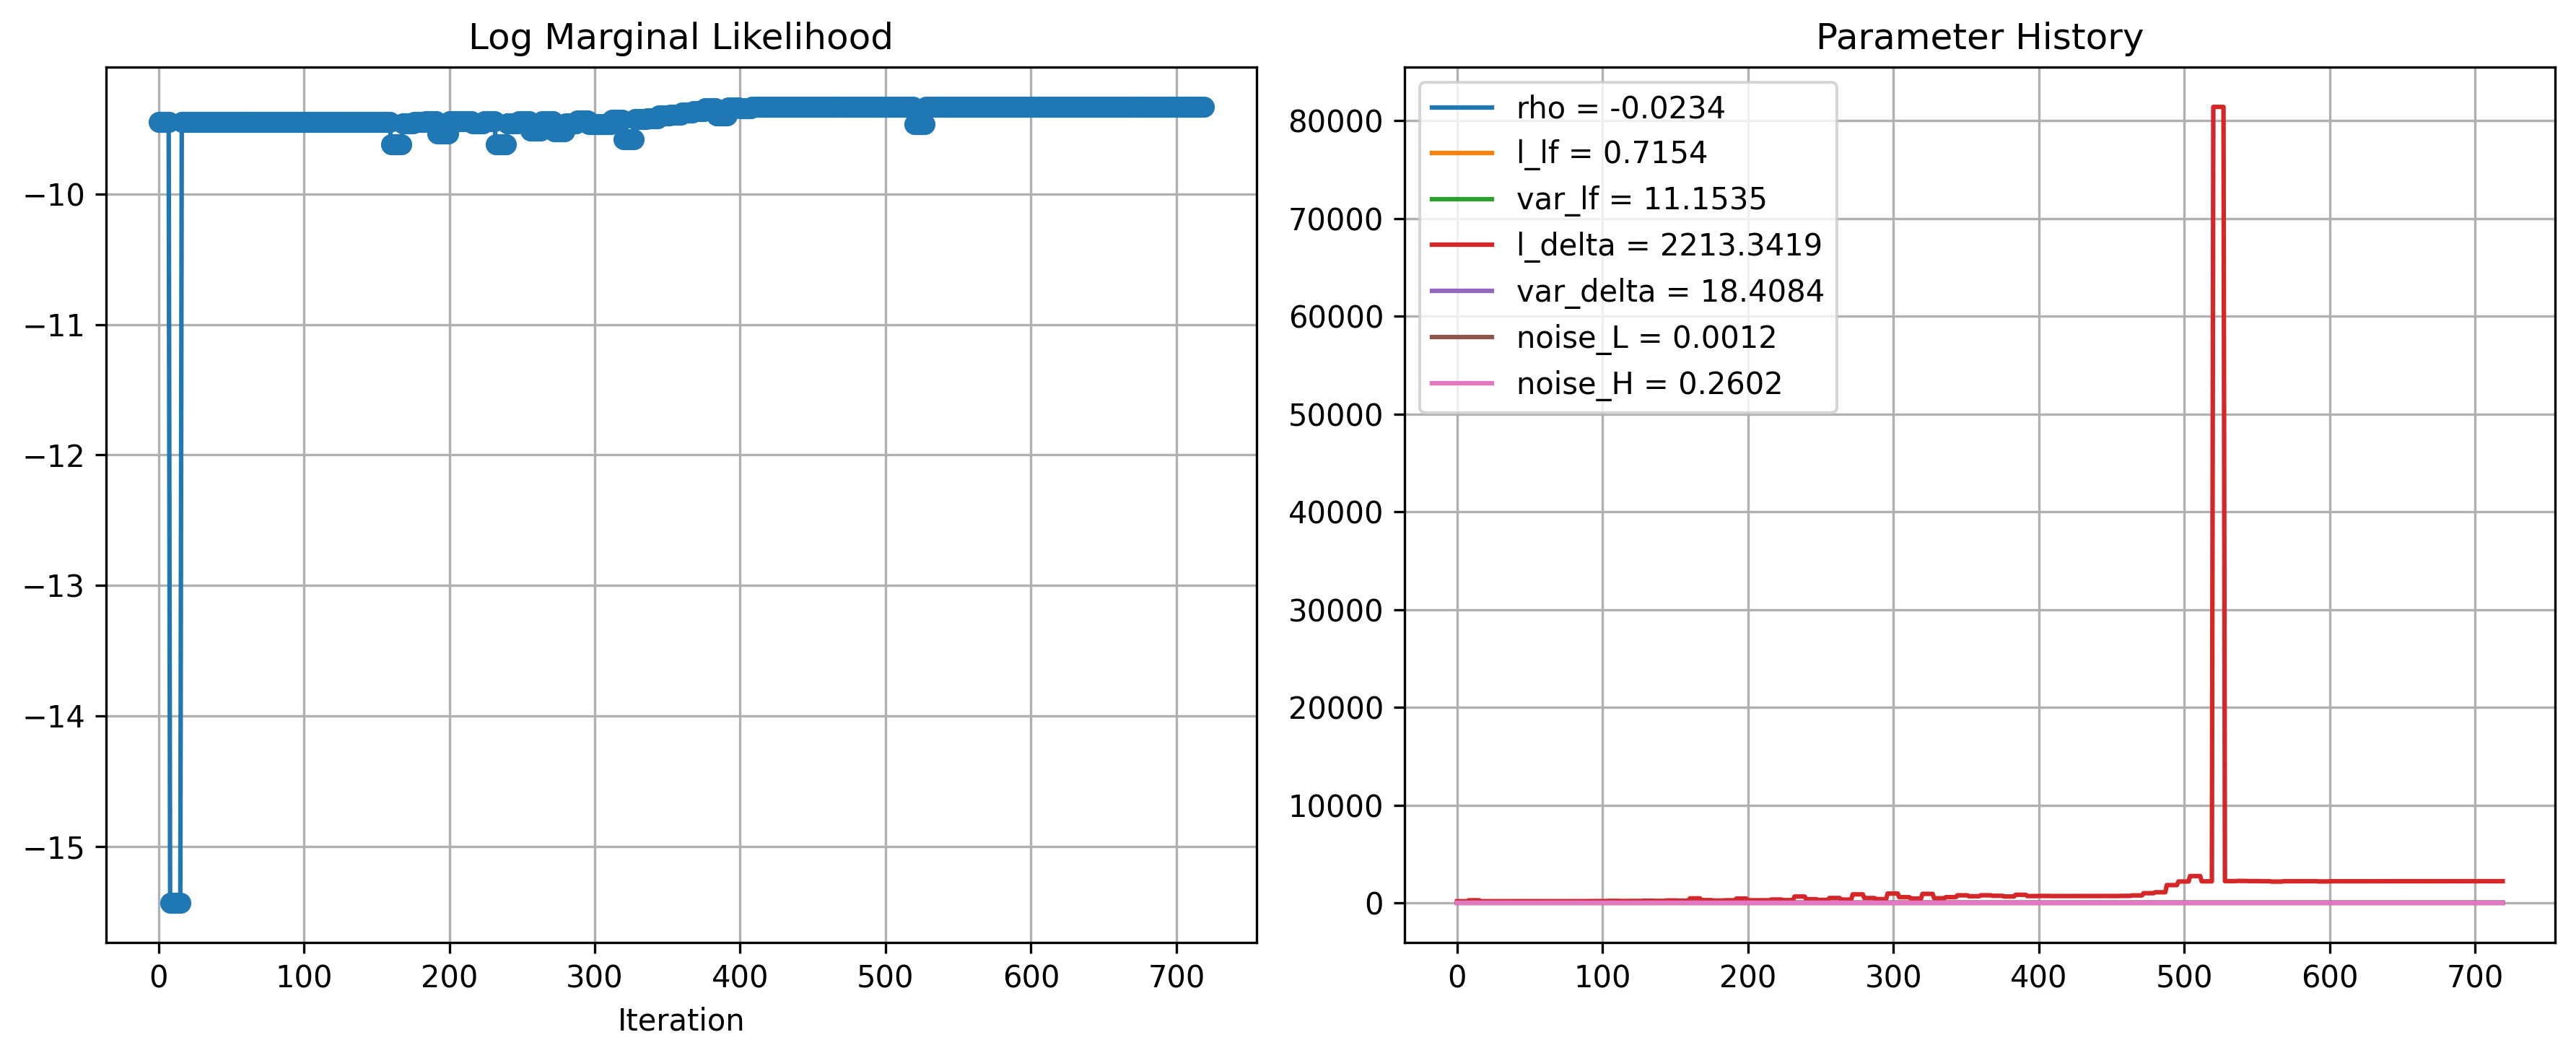 Log Marginal Likelihood
−10
−11
−12
−13
−14
−15
0 100 200 300 400 500 600 700
Iteration
Parameter History
80000
70000
60000
50000
40000
30000
20000
10000
0
rho = -0.0234
l_lf = 0.7154
var_lf = 11.1535
l_delta = 2213.3419
var_delta = 18.4084
noise_L = 0.0012
noise_H = 0.2602
0 100 200 300 400 500 600 700